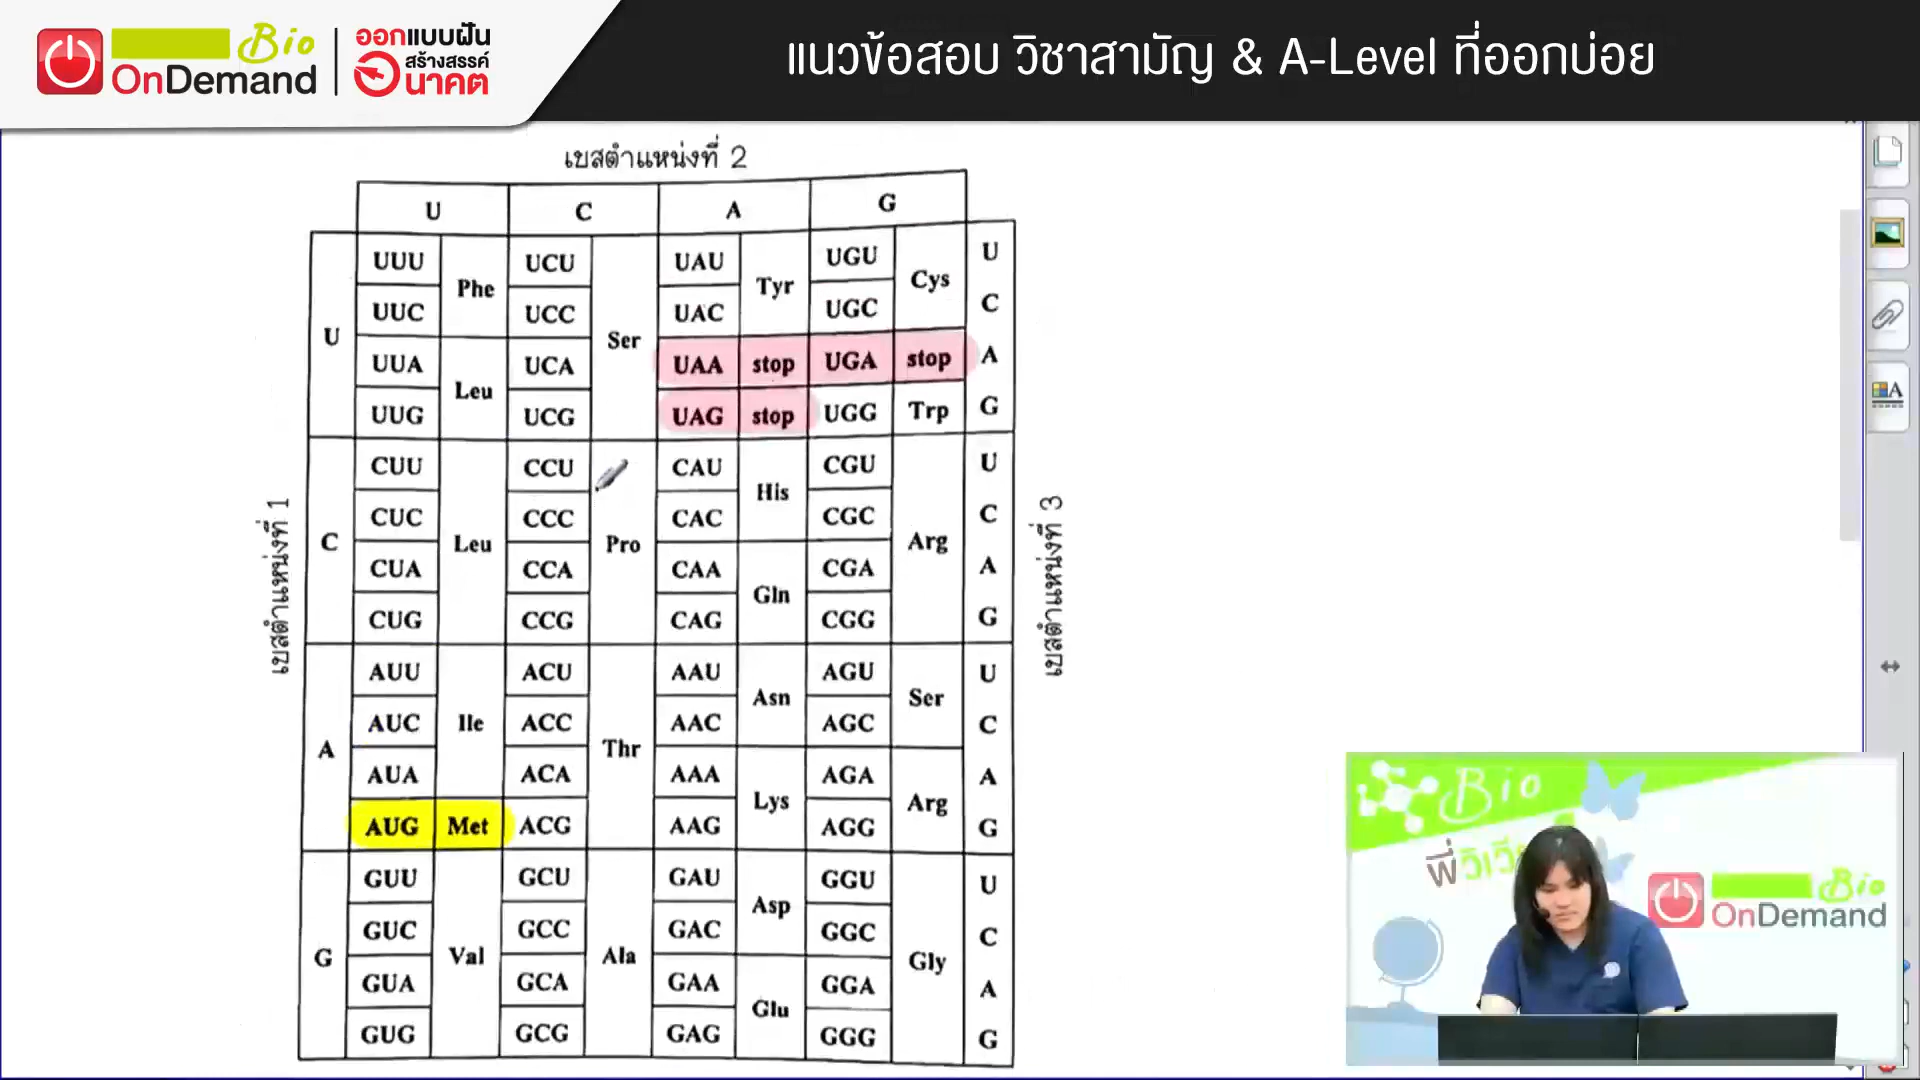 Bio
OnDemand
ออกแบบฝัน
สร้างสรรค์
อนาคต
แนวข้อสอบ วิชาสามัญ & A-Level ที่ออกบ่อย
เบสตำแหน่งที่ 2
U C A G
เบสตำแหน่งที่ 1
เบสตำแหน่งที่ 3
U
UUU Phe UCU Ser UAU Tyr UGU Cys U
UUC UCC UAC UGC C
UUA Leu UCA UAA stop UGA stop A
UUG UCG UAG stop UGG Trp G
C
CUU Leu CCU Pro CAU His CGU Arg U
CUC CCC CAC CGC C
CUA CCA CAA Gln CGA A
CUG CCG CAG CGG G
A
AUU Ile ACU Thr AAU Asn AGU Ser U
AUC ACC AAC AGC C
AUA ACA AAA Lys AGA Arg A
AUG Met ACG AAG AGG G
G
GUU Val GCU Ala GAU Asp GGU Gly U
GUC GCC GAC GGC C
GUA GCA GAA Glu GGA A
GUG GCG GAG GGG G
Bio
พี่วิเวีย
Bio
OnDemand